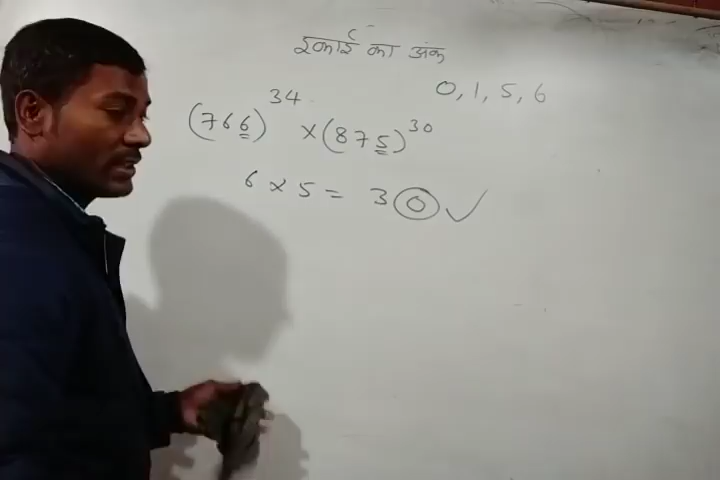 इकाई का अंक
0, 1, 5, 6
(766)^34 × (875)^30
6 × 5 = 30 ✓